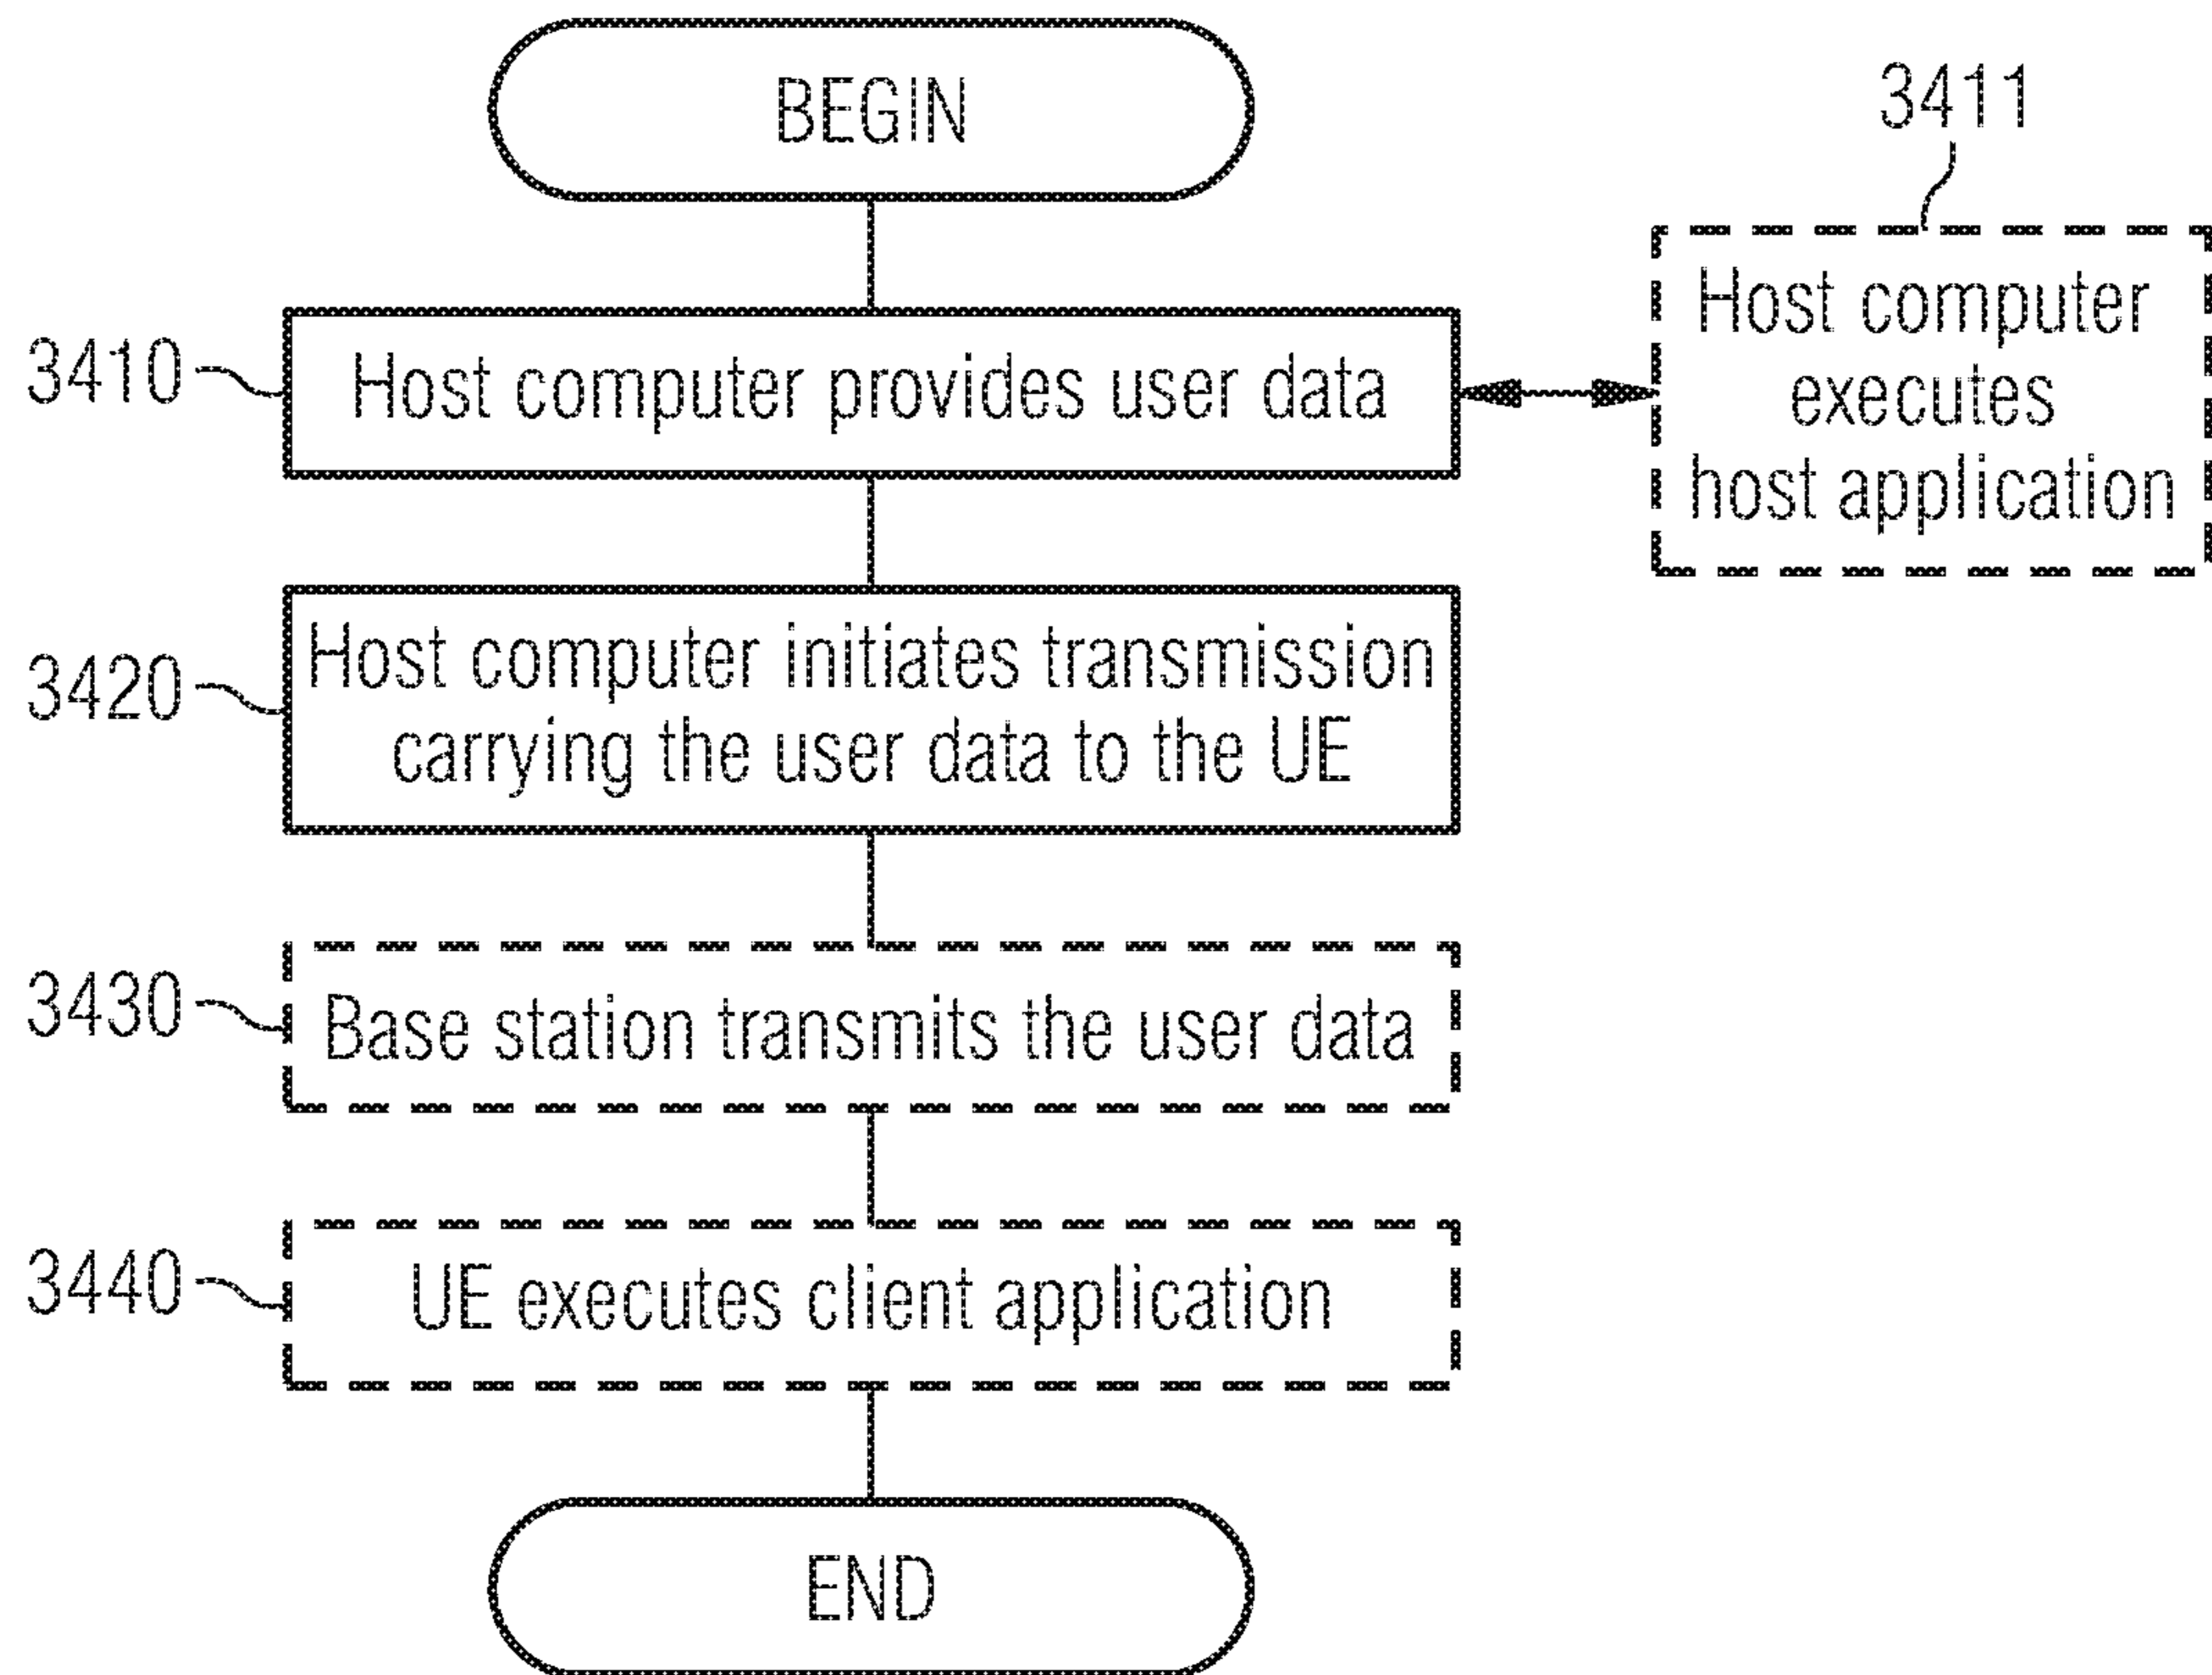 BEGIN
3411
3410
Host computer provides user data
Host computer
executes
host application
3420
Host computer initiates transmission
carrying the user data to the UE
3430
Base station transmits the user data
3440
UE executes client application
END